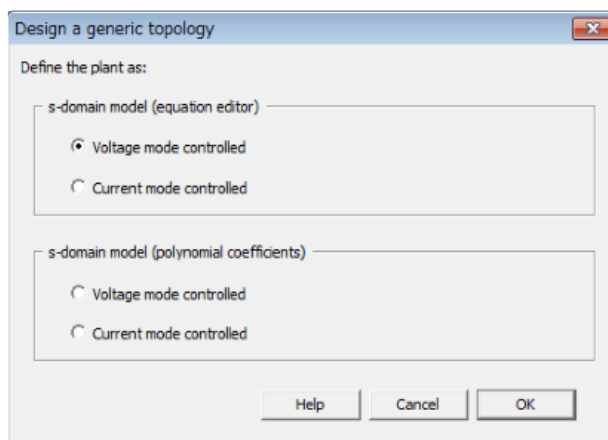 Design a generic topology
Define the plant as:
s-domain model (equation editor)
Voltage mode controlled
Current mode controlled
s-domain model (polynomial coefficients)
Voltage mode controlled
Current mode controlled
Help Cancel OK